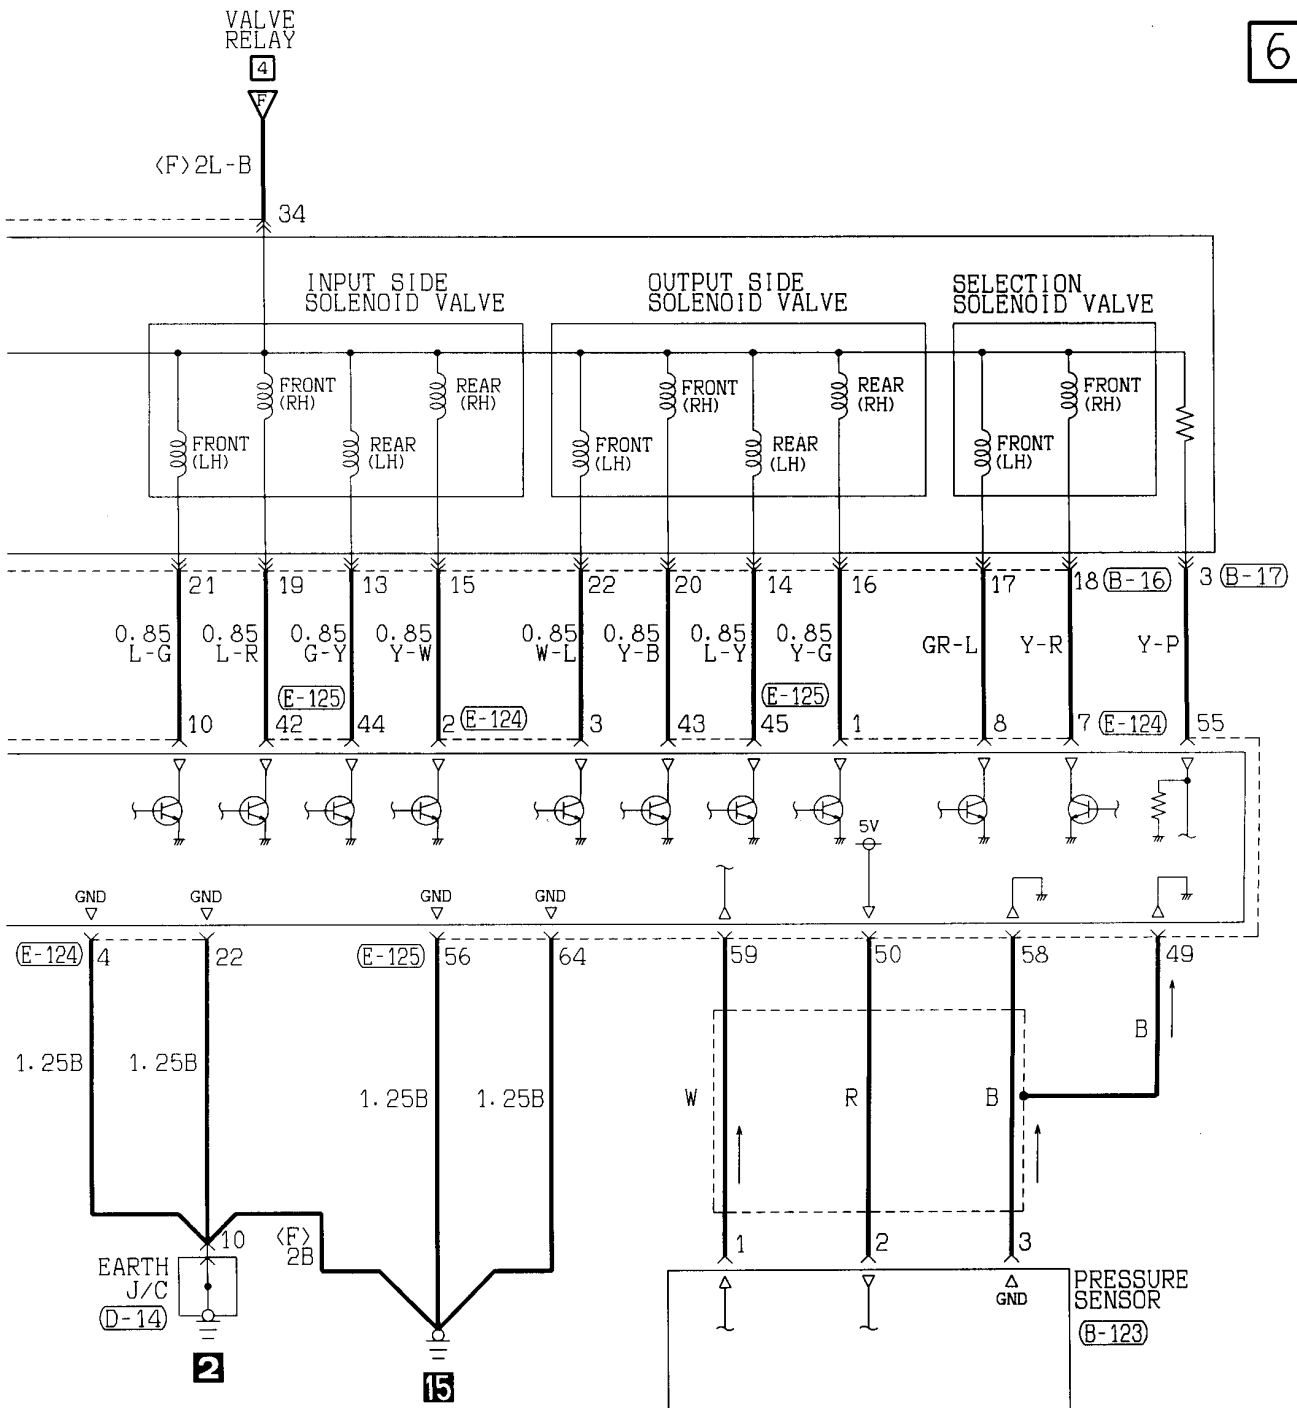 VALVE
RELAY
4
F
6
<F>2L-B
34
INPUT SIDE
SOLENOID VALVE
OUTPUT SIDE
SOLENOID VALVE
SELECTION
SOLENOID VALVE
FRONT
(RH)
REAR
(RH)
FRONT
(RH)
REAR
(RH)
FRONT
(RH)
FRONT
(LH)
REAR
(LH)
FRONT
(LH)
REAR
(LH)
FRONT
(LH)
21 19 13 15 22 20 14 16 17 18 (B-16) 3 (B-17)
0.85 0.85 0.85 0.85 0.85 0.85 0.85 0.85
L-G L-R G-Y Y-W W-L Y-B L-Y Y-G GR-L Y-R Y-P
(E-125) (E-125)
10 42 44 2 (E-124) 3 43 45 1 8 7 (E-124) 55
5V
GND GND GND GND
(E-124) 4 22 (E-125) 56 64 59 50 58 49
B
1.25B 1.25B
1.25B 1.25B W R B
10 <F>
2B
1 2 3
EARTH
J/C
(D-14)
GND
PRESSURE
SENSOR
(B-123)
2
15